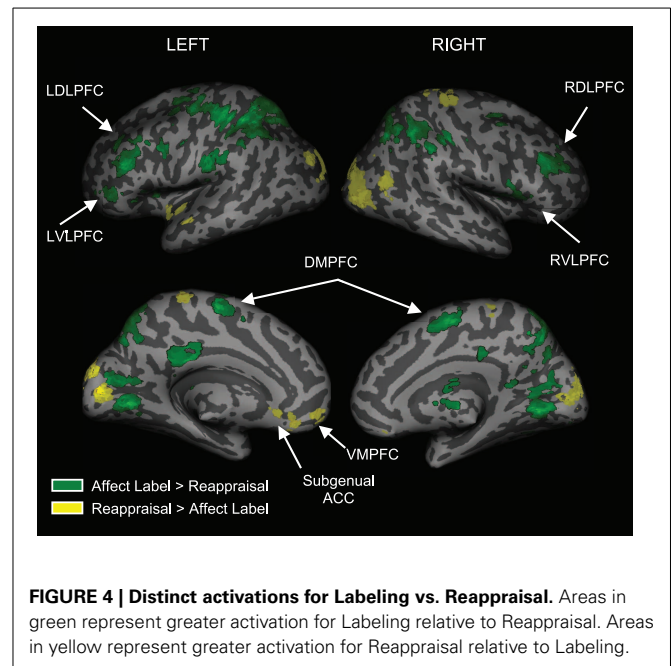 LEFT
RIGHT
LDLPFC
RDLPFC
LVLPFC
RVLPFC
DMPFC
VMPFC
Subgenual
ACC
Affect Label > Reappraisal
Reappraisal > Affect Label
FIGURE 4 | Distinct activations for Labeling vs. Reappraisal. Areas in
green represent greater activation for Labeling relative to Reappraisal. Areas
in yellow represent greater activation for Reappraisal relative to Labeling.